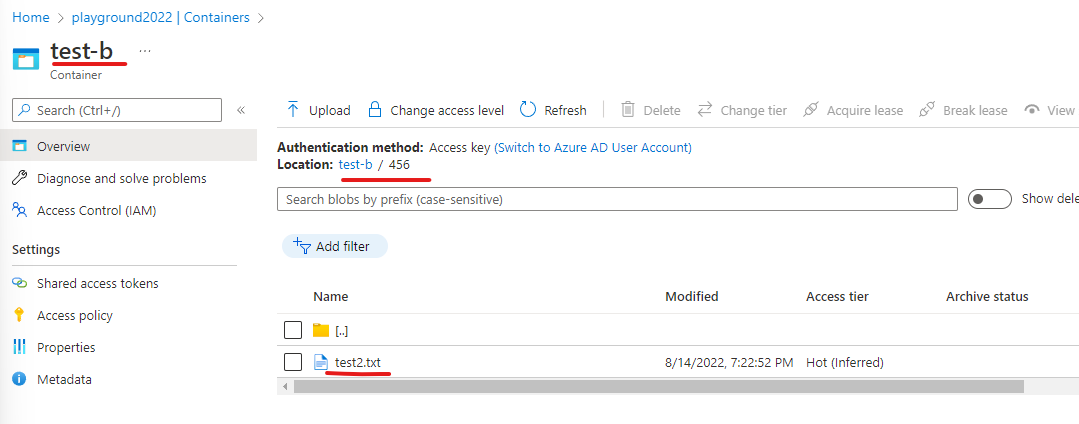 Home > playground2022 | Containers >
test-b ...
Container
Search (Ctrl+/) «
Overview
Diagnose and solve problems
Access Control (IAM)
Settings
Shared access tokens
Access policy
Properties
Metadata
Upload Change access level Refresh Delete Change tier Acquire lease Break lease View
Authentication method: Access key (Switch to Azure AD User Account)
Location: test-b / 456
Search blobs by prefix (case-sensitive) Show dele
Add filter
Name Modified Access tier Archive status
[..]
test2.txt 8/14/2022, 7:22:52 PM Hot (Inferred)